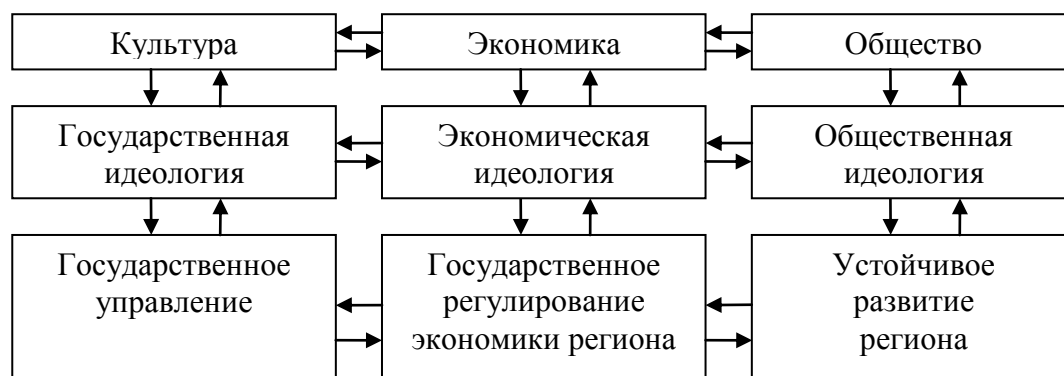 Культура
Экономика
Общество
Государственная
идеология
Экономическая
идеология
Общественная
идеология
Государственное
управление
Государственное
регулирование
экономики региона
Устойчивое
развитие
региона